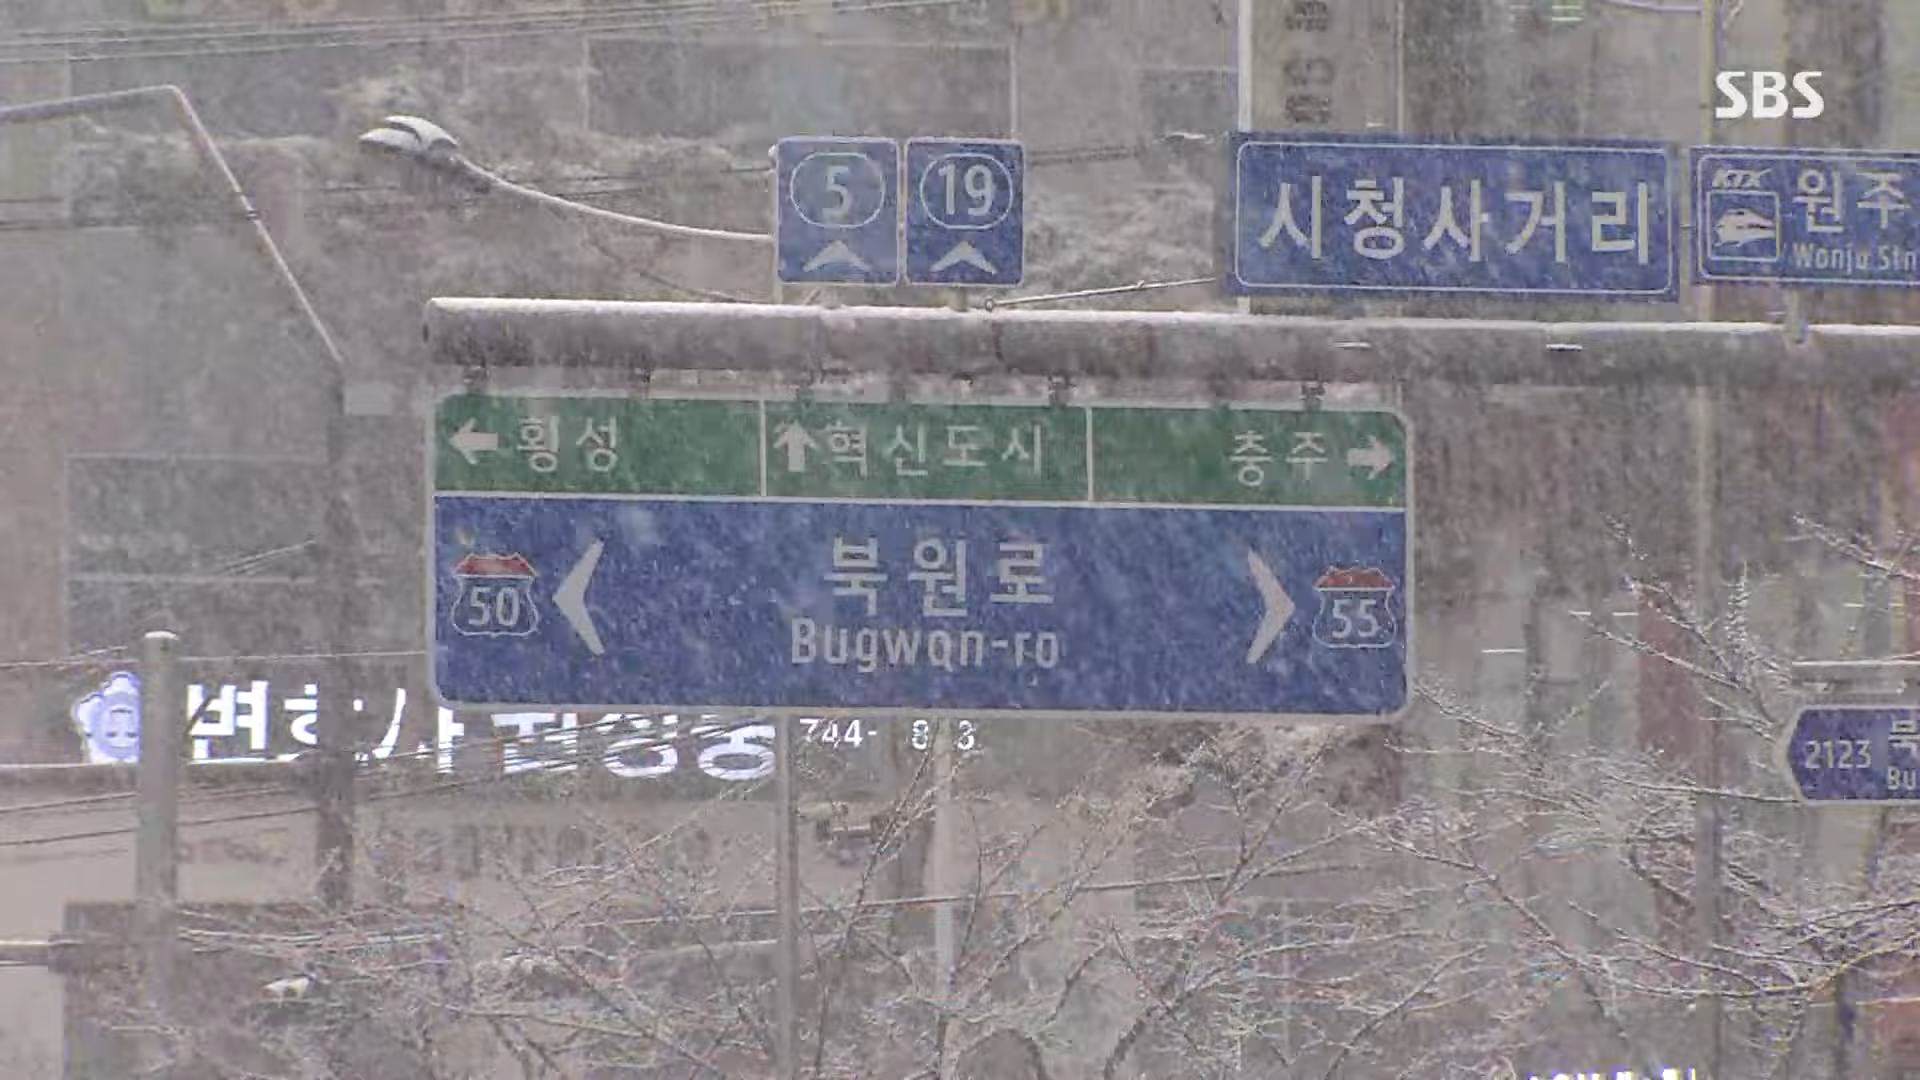 SBS
5
19
시청사거리
KTX
원주
Wonju Stn
횡성
혁신도시
충주
50
북원로
Bugwon-ro
55
744-
2123